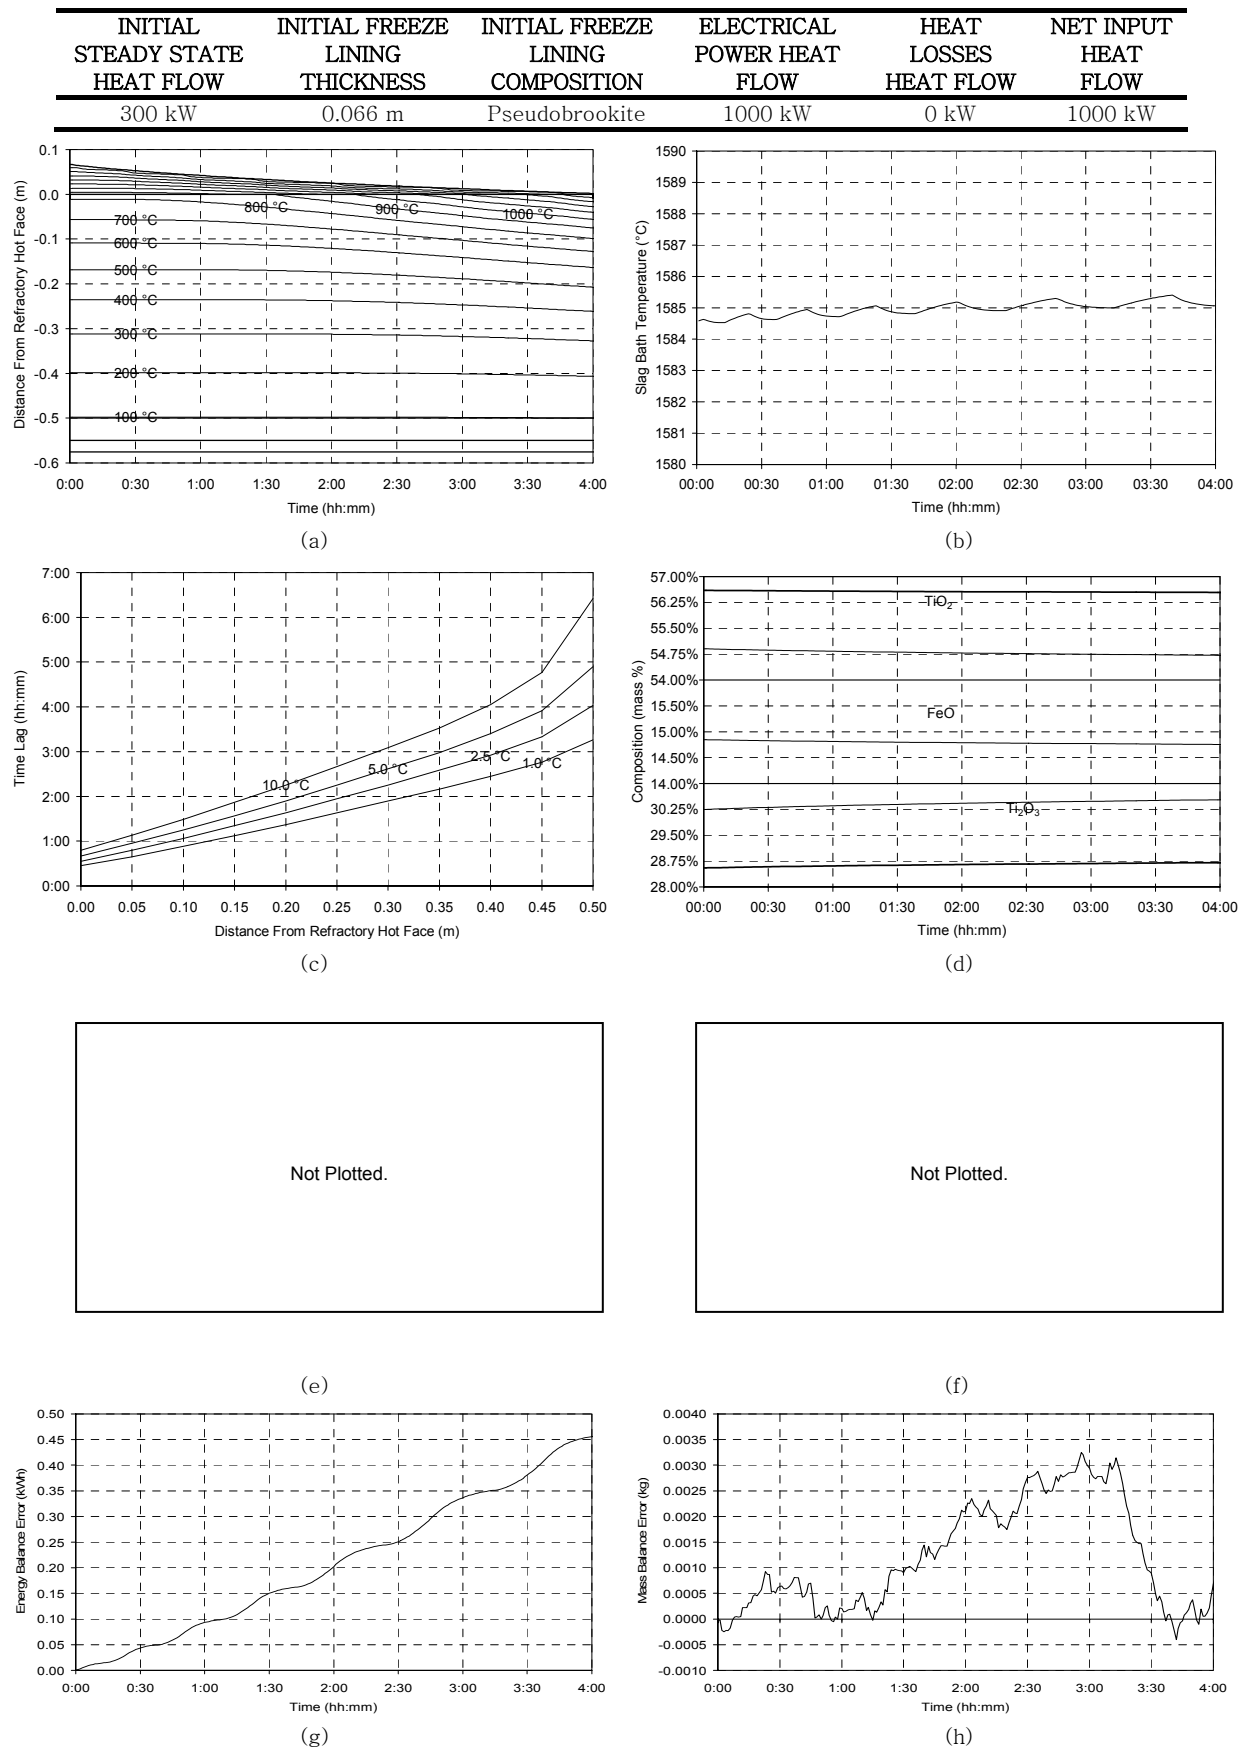 INITIAL STEADY STATE HEAT FLOW
INITIAL FREEZE LINING THICKNESS
INITIAL FREEZE LINING COMPOSITION
ELECTRICAL POWER HEAT FLOW
HEAT LOSSES HEAT FLOW
NET INPUT HEAT FLOW
300 kW 0.066 m Pseudobrookite 1000 kW 0 kW 1000 kW
Distance From Refractory Hot Face (m)
0.1
0.0
-0.1
-0.2
-0.3
-0.4
-0.5
-0.6
800 °C
900 °C
1000 °C
700 °C
600 °C
500 °C
400 °C
300 °C
200 °C
100 °C
0:00 0:30 1:00 1:30 2:00 2:30 3:00 3:30 4:00
Time (hh:mm)
(a)
Slag Bath Temperature (°C)
1590
1589
1588
1587
1586
1585
1584
1583
1582
1581
1580
00:00 00:30 01:00 01:30 02:00 02:30 03:00 03:30 04:00
Time (hh:mm)
(b)
Time Lag (hh:mm)
7:00
6:00
5:00
4:00
3:00
2:00
1:00
0:00
10.0 °C
5.0 °C
2.5 °C
1.0 °C
0.00 0.05 0.10 0.15 0.20 0.25 0.30 0.35 0.40 0.45 0.50
Distance From Refractory Hot Face (m)
(c)
Composition (mass %)
57.00%
56.25%
55.50%
54.75%
54.00%
15.50%
15.00%
14.50%
14.00%
30.25%
29.50%
28.75%
28.00%
TiO2
FeO
Ti2O3
00:00 00:30 01:00 01:30 02:00 02:30 03:00 03:30 04:00
Time (hh:mm)
(d)
Not Plotted.
(e)
Not Plotted.
(f)
Energy Balance Error (kWh)
0.50
0.45
0.40
0.35
0.30
0.25
0.20
0.15
0.10
0.05
0.00
0:00 0:30 1:00 1:30 2:00 2:30 3:00 3:30 4:00
Time (hh:mm)
(g)
Mass Balance Error (kg)
0.0040
0.0035
0.0030
0.0025
0.0020
0.0015
0.0010
0.0005
0.0000
-0.0005
-0.0010
0:00 0:30 1:00 1:30 2:00 2:30 3:00 3:30 4:00
Time (hh:mm)
(h)